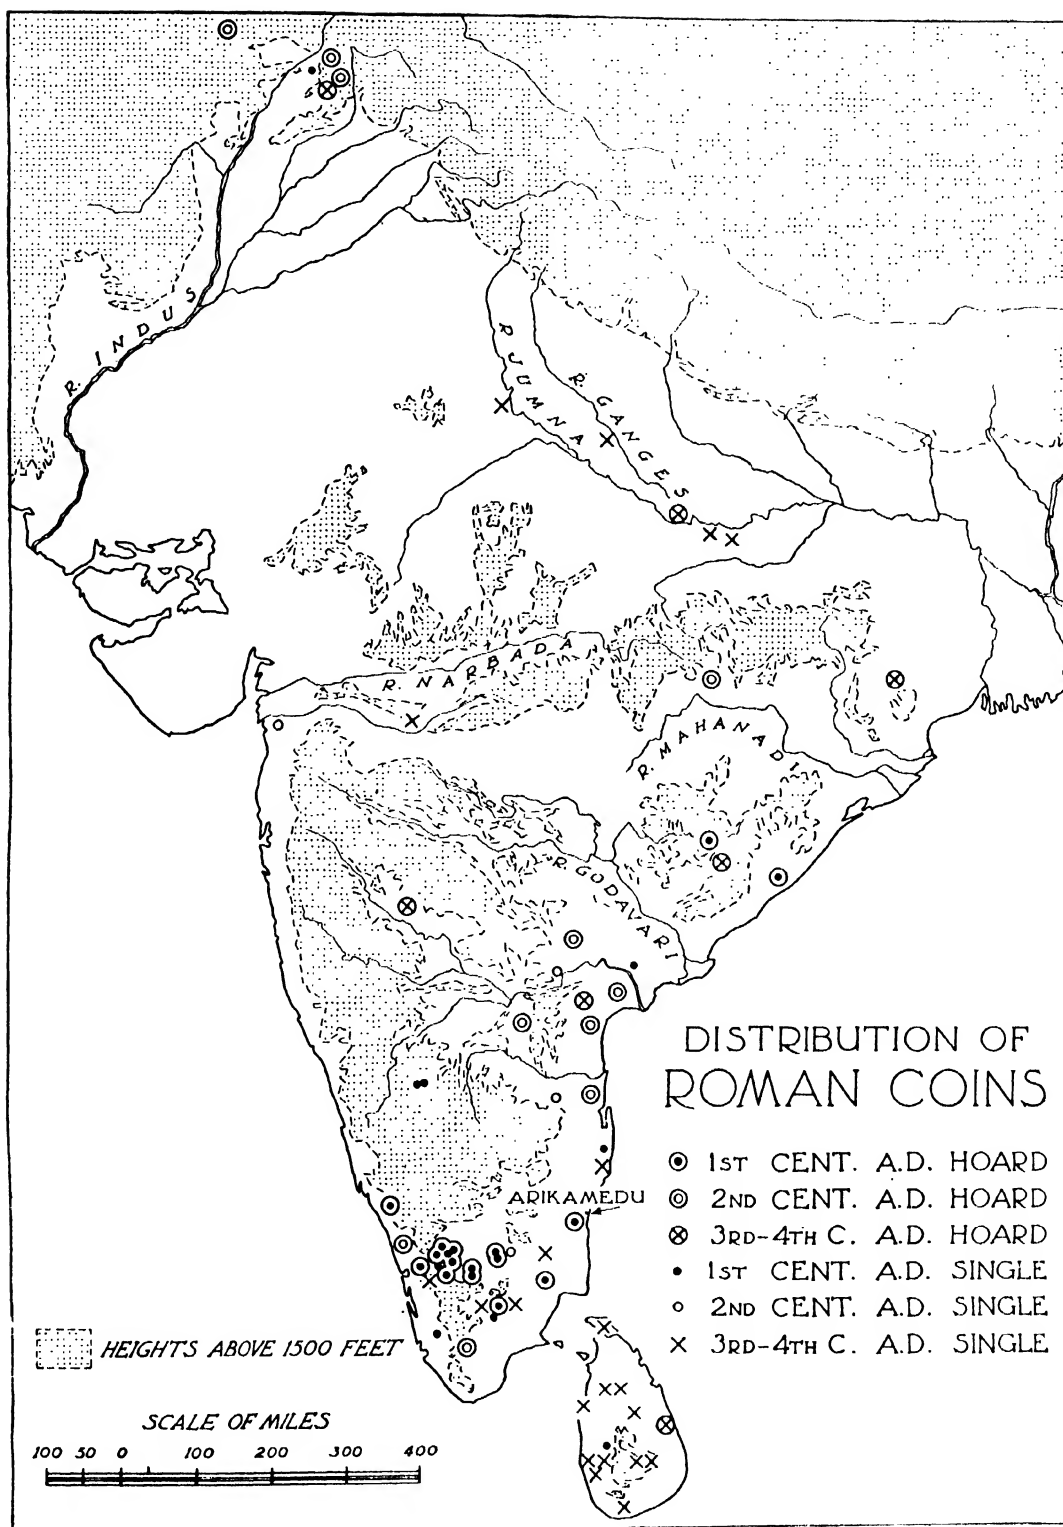 R. INDUS
R. JUMNA
R. GANGES
R. NARBADA
R. MAHANADI
R. GODAVARI
DISTRIBUTION OF
ROMAN COINS
1ST CENT. A.D. HOARD
2ND CENT. A.D. HOARD
3RD-4TH C. A.D. HOARD
1ST CENT. A.D. SINGLE
2ND CENT. A.D. SINGLE
3RD-4TH C. A.D. SINGLE
ARIKAMEDU
HEIGHTS ABOVE 1500 FEET
SCALE OF MILES
100 50 0 100 200 300 400